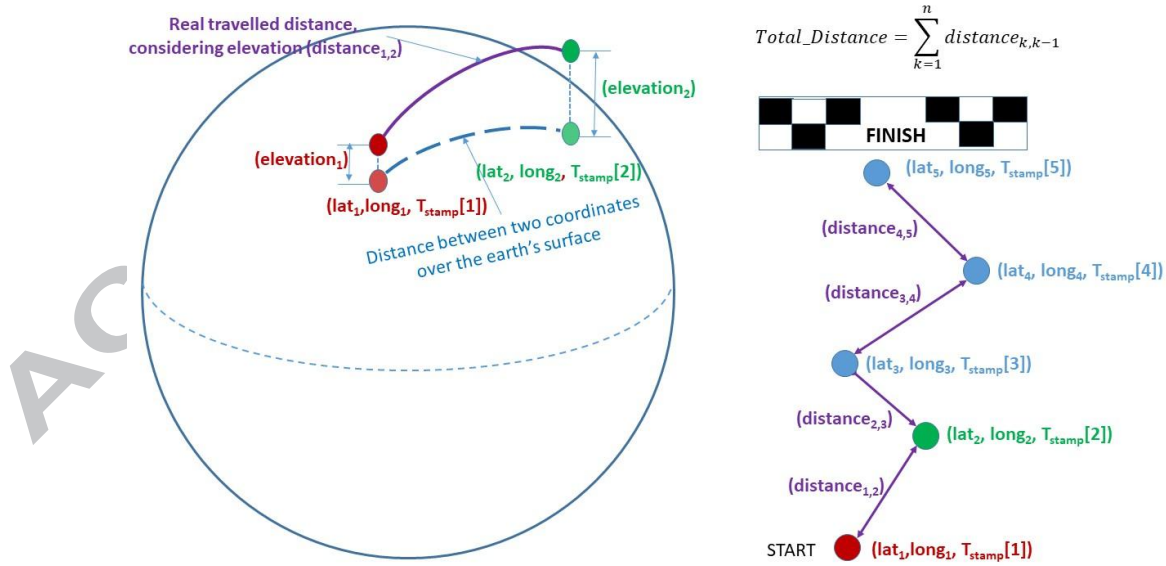 Real travelled distance,
considering elevation (distance₁,₂)
(elevation₂)
(elevation₁)
(lat₂, long₂, Tstamp[2])
(lat₁,long₁, Tstamp[1])
Distance between two coordinates
over the earth's surface
AC
Total_Distance = ∑ⁿₖ₌₁ distanceₖ,ₖ₋₁
FINISH
(lat₅, long₅, Tstamp[5])
(distance₄,₅)
(lat₄, long₄, Tstamp[4])
(distance₃,₄)
(lat₃, long₃, Tstamp[3])
(distance₂,₃)
(lat₂, long₂, Tstamp[2])
(distance₁,₂)
START
(lat₁,long₁, Tstamp[1])